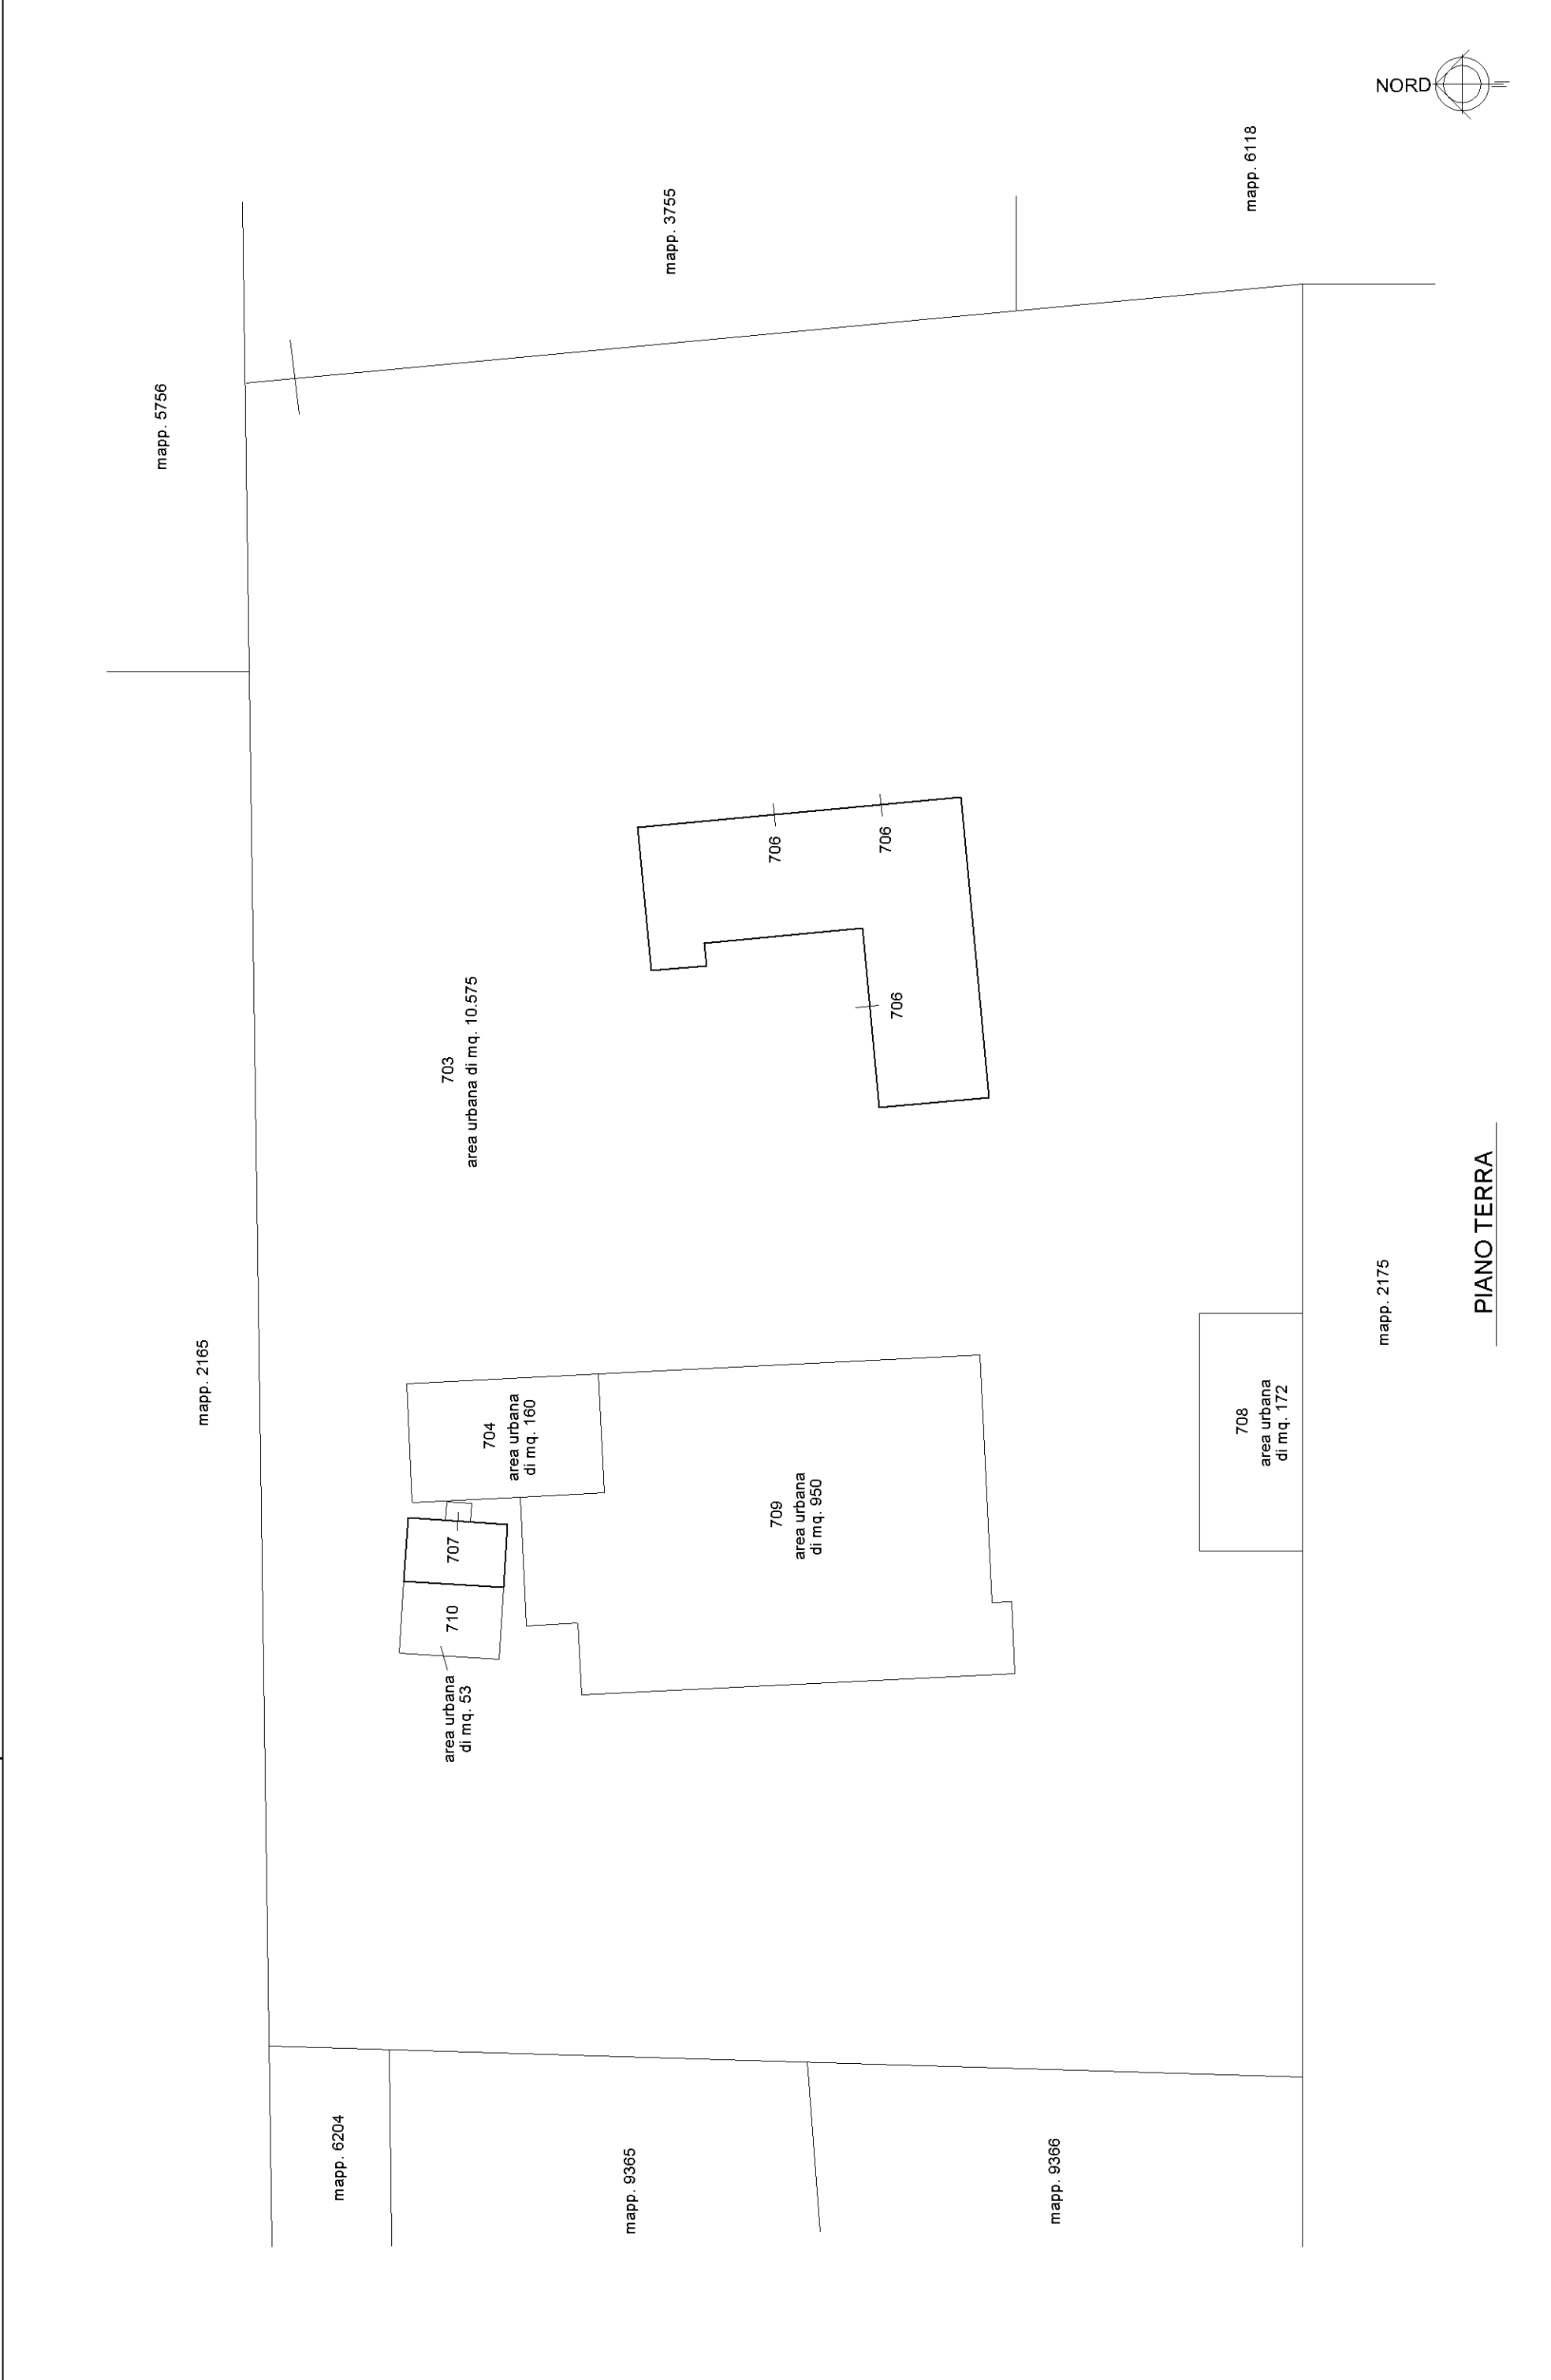 NORD
mapp. 6118
mapp. 3755
mapp. 5756
706
706
706
703
area urbana di mq. 10.575
PIANO TERRA
mapp. 2175
mapp. 2165
704
area urbana
di mq. 160
708
area urbana
di mq. 172
709
area urbana
di mq. 950
707
710
area urbana
di mq. 53
mapp. 6204
mapp. 9365
mapp. 9366